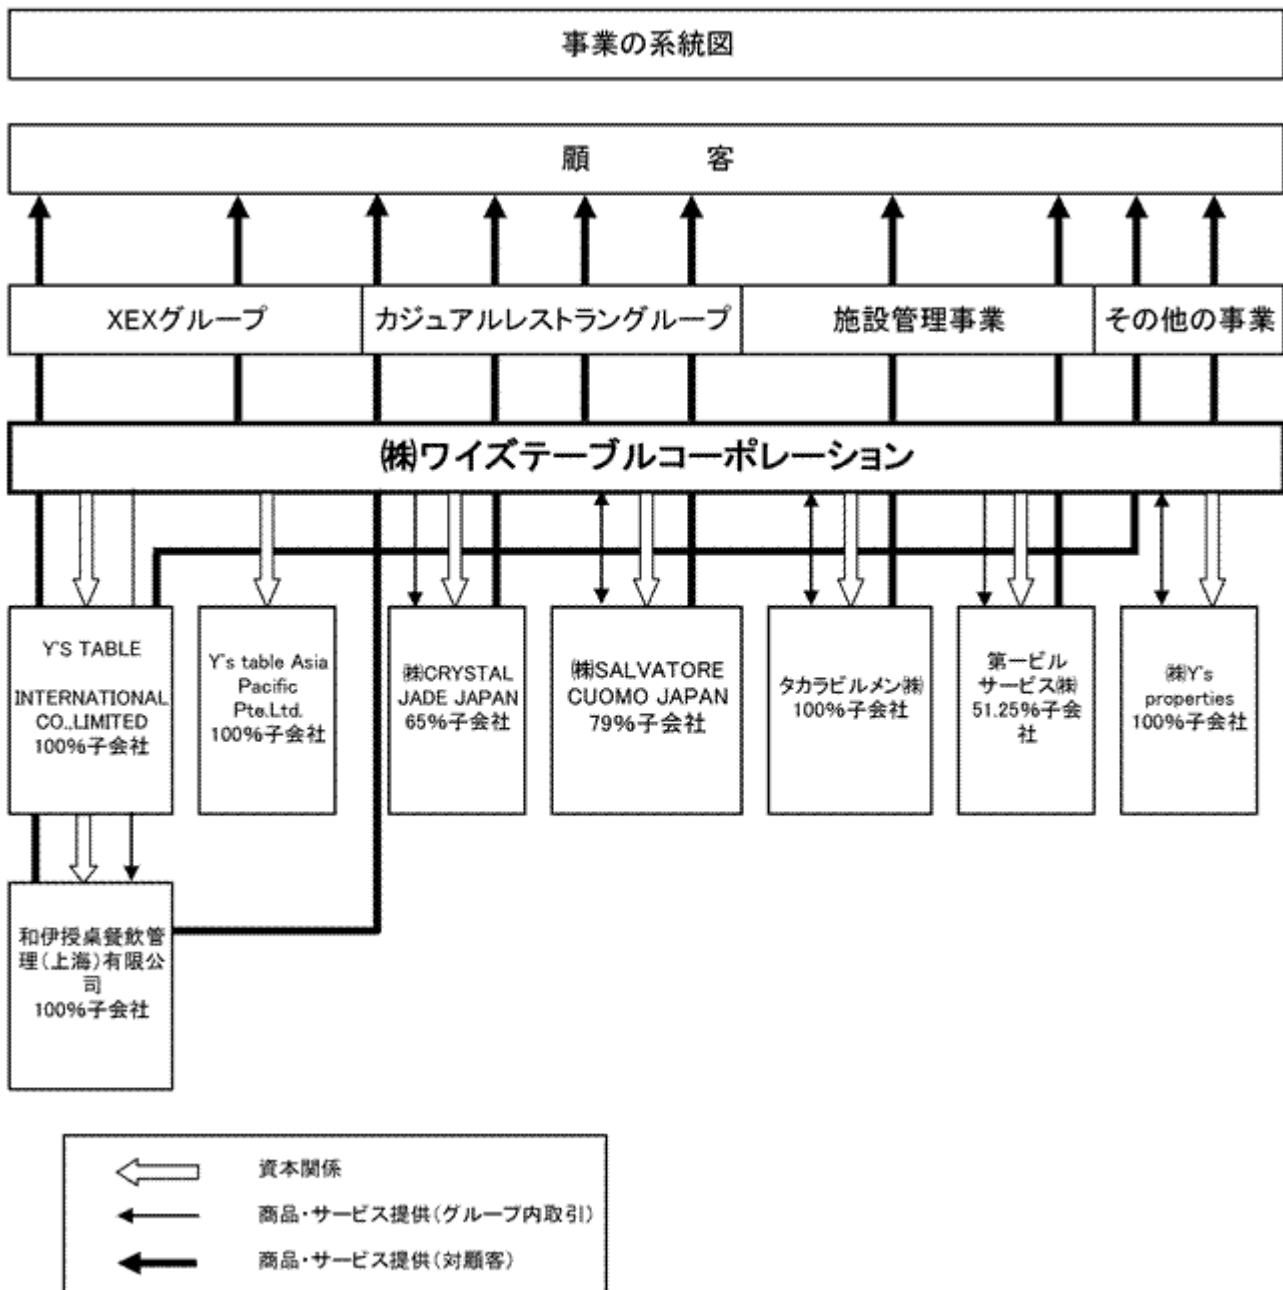 事業の系統図
顧　客
XEXグループ
カジュアルレストラングループ
施設管理事業
その他の事業
㈱ワイズテーブルコーポレーション
Y'S TABLE
INTERNATIONAL
CO.,LIMITED
100%子会社
Y's table Asia
Pacific
Pte.Ltd.
100%子会社
㈱CRYSTAL
JADE JAPAN
65%子会社
㈱SALVATORE
CUOMO JAPAN
79%子会社
タカラビルメン㈱
100%子会社
第一ビル
サービス㈱
51.25%子会
社
㈱Y's
properties
100%子会社
和伊授桌餐飲管
理(上海)有限公
司
100%子会社
資本関係
商品・サービス提供(グループ内取引)
商品・サービス提供(対顧客)